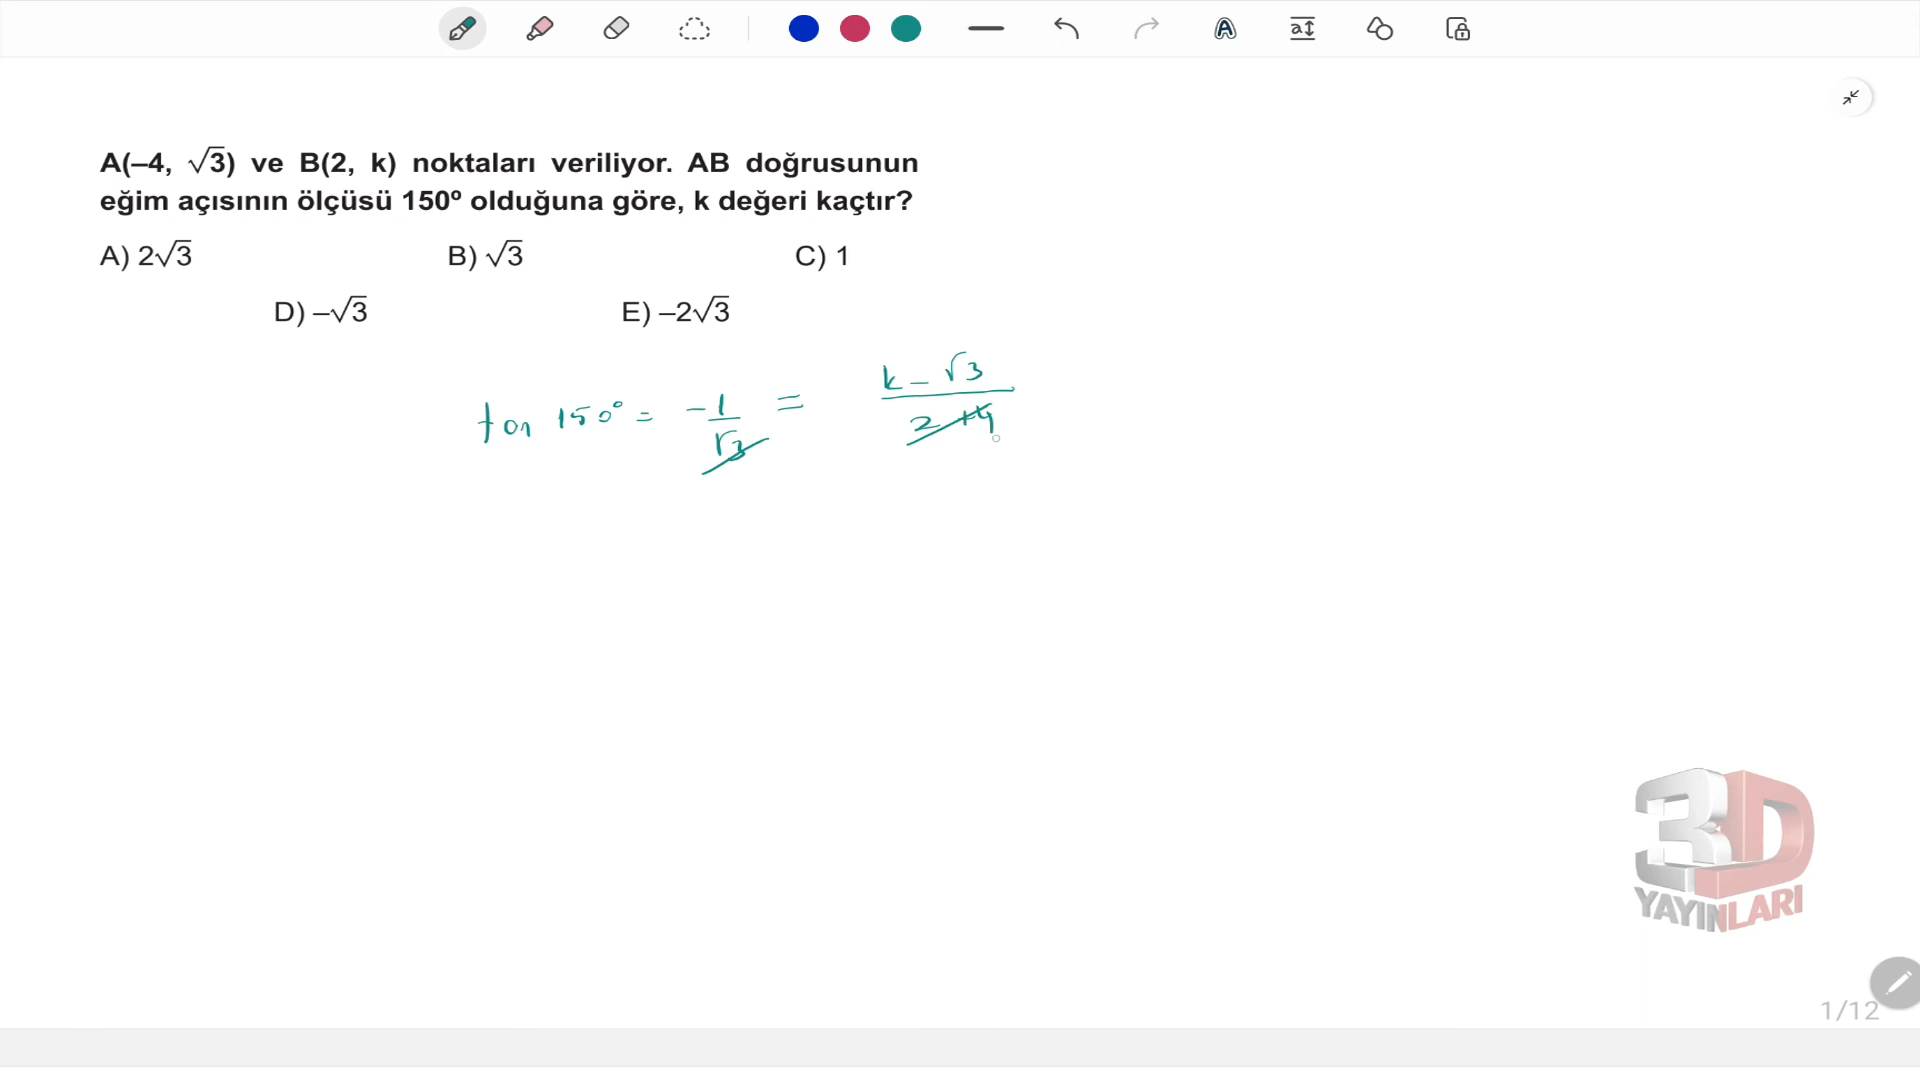 A(–4, √3) ve B(2, k) noktaları veriliyor. AB doğrusunun
eğim açısının ölçüsü 150º olduğuna göre, k değeri kaçtır?
A) 2√3 B) √3 C) 1
D) –√3 E) –2√3
tan 150° = -1/√3 = k - √3 / 2 + 4
3D
YAYINLARI
1/12